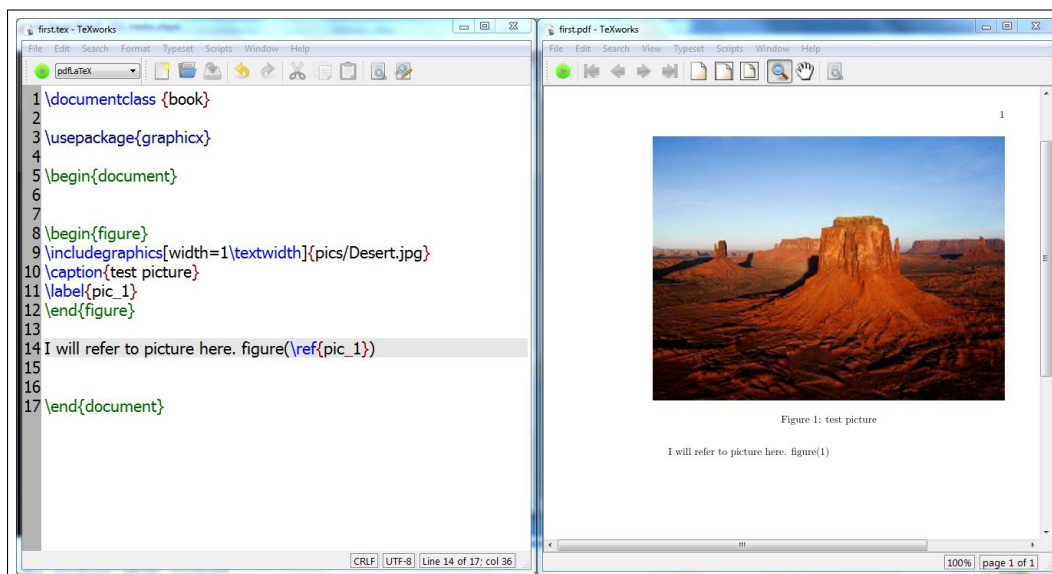 first.tex - TeXworks
File Edit Search Format Typeset Scripts Window Help
pdfLaTeX
1 \documentclass {book}
2
3 \usepackage{graphicx}
4
5 \begin{document}
6
7
8 \begin{figure}
9 \includegraphics[width=1\textwidth]{pics/Desert.jpg}
10 \caption{test picture}
11 \label{pic_1}
12 \end{figure}
13
14 I will refer to picture here. figure(\ref{pic_1})
15
16
17 \end{document}
CRLF UTF-8 Line 14 of 17; col 36
first.pdf - TeXworks
File Edit Search View Typeset Scripts Window Help
1
Figure 1: test picture
I will refer to picture here. figure(1)
100% page 1 of 1